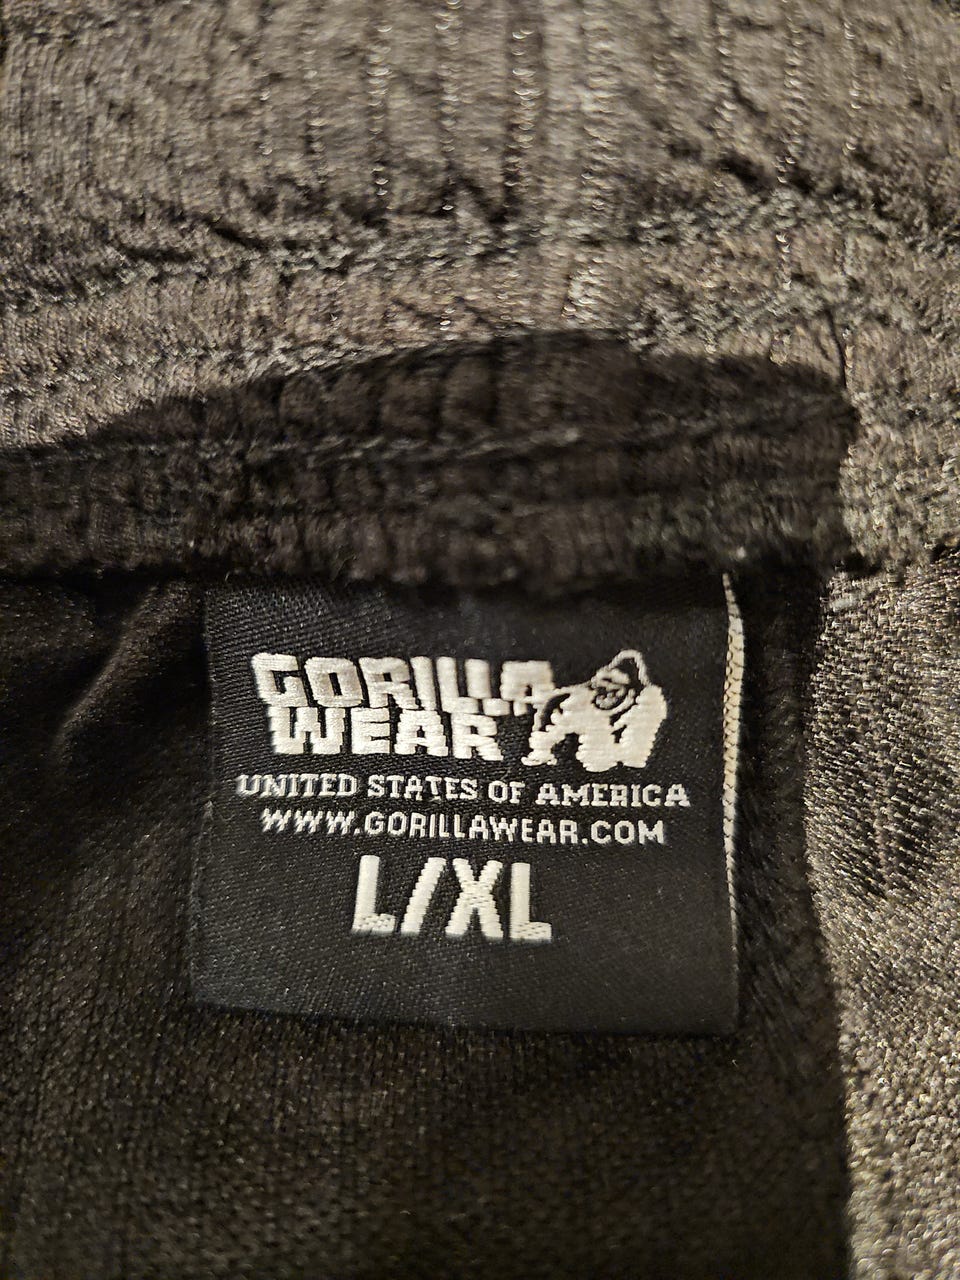 GORILLA
WEAR
UNITED STATES OF AMERICA
WWW.GORILLAWEAR.COM
L/XL